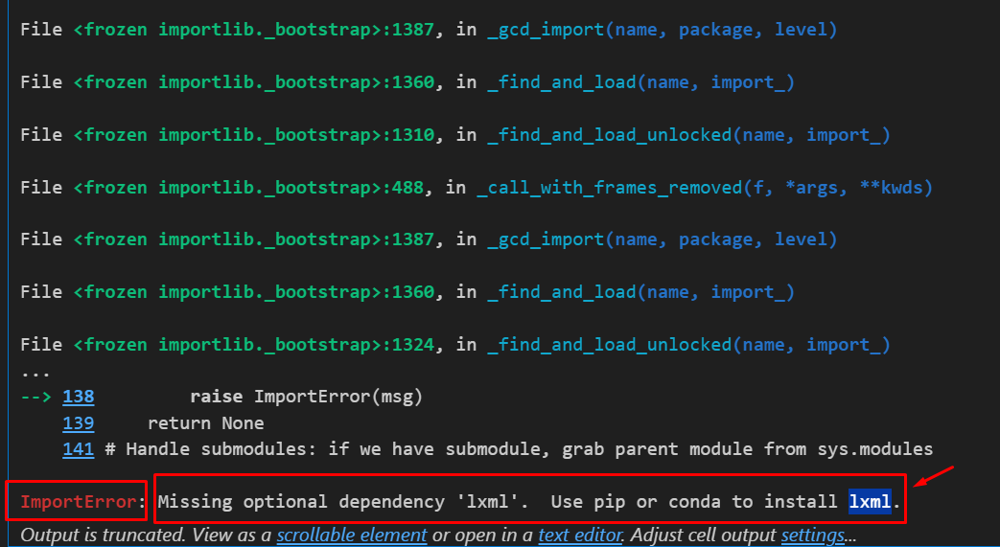 File <frozen importlib._bootstrap>:1387, in _gcd_import(name, package, level)
File <frozen importlib._bootstrap>:1360, in _find_and_load(name, import_)
File <frozen importlib._bootstrap>:1310, in _find_and_load_unlocked(name, import_)
File <frozen importlib._bootstrap>:488, in _call_with_frames_removed(f, *args, **kwds)
File <frozen importlib._bootstrap>:1387, in _gcd_import(name, package, level)
File <frozen importlib._bootstrap>:1360, in _find_and_load(name, import_)
File <frozen importlib._bootstrap>:1324, in _find_and_load_unlocked(name, import_)
...
--> 138         raise ImportError(msg)
    139     return None
    141 # Handle submodules: if we have submodule, grab parent module from sys.modules
ImportError: Missing optional dependency 'lxml'.  Use pip or conda to install lxml.
Output is truncated. View as a scrollable element or open in a text editor. Adjust cell output settings...